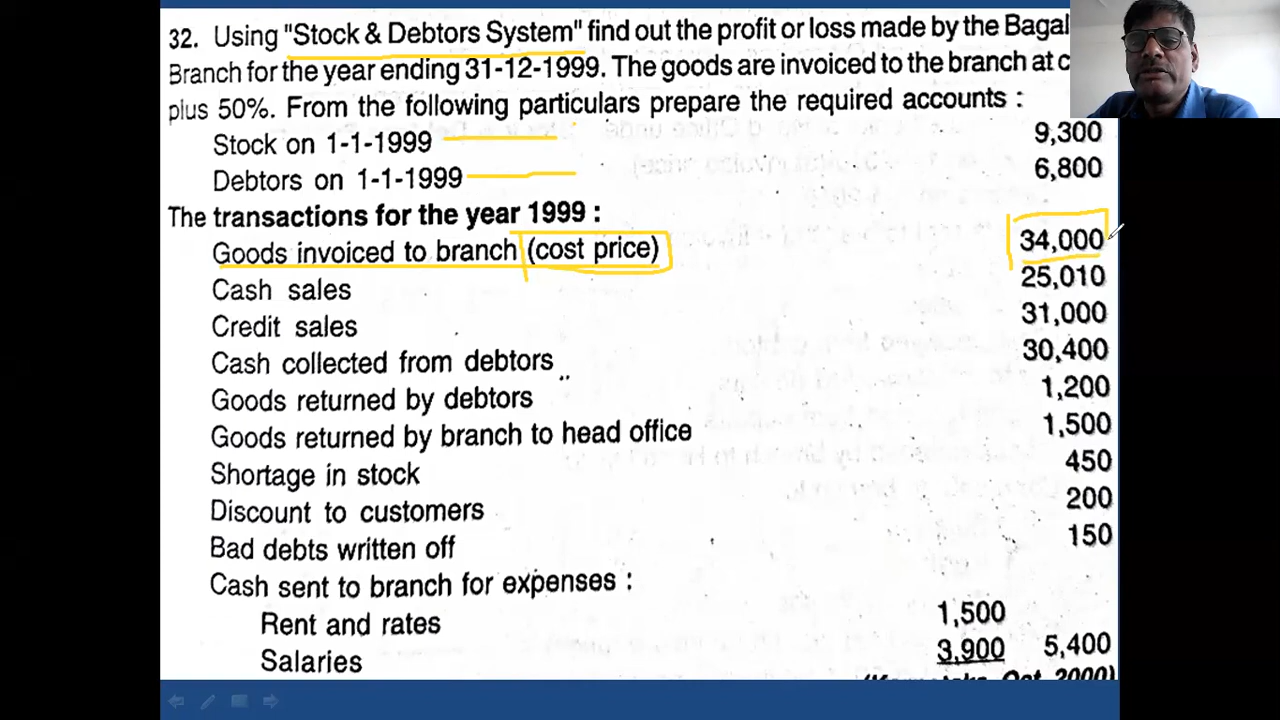 32. Using "Stock & Debtors System" find out the profit or loss made by the Bagal
Branch for the year ending 31-12-1999. The goods are invoiced to the branch at c
plus 50%. From the following particulars prepare the required accounts :
Stock on 1-1-1999 9,300
Debtors on 1-1-1999 6,800
The transactions for the year 1999 :
Goods invoiced to branch (cost price) 34,000
Cash sales 25,010
Credit sales 31,000
Cash collected from debtors 30,400
Goods returned by debtors 1,200
Goods returned by branch to head office 1,500
Shortage in stock 450
Discount to customers 200
Bad debts written off 150
Cash sent to branch for expenses :
Rent and rates 1,500
Salaries 3,900 5,400